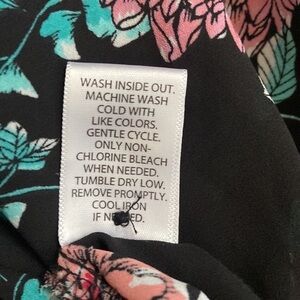 WASH INSIDE OUT.
MACHINE WASH
COLD WITH
LIKE COLORS.
GENTLE CYCLE.
ONLY NON-
CHLORINE BLEACH
WHEN NEEDED.
TUMBLE DRY LOW.
REMOVE PROMPTLY.
COOL IRON
IF NEEDED.